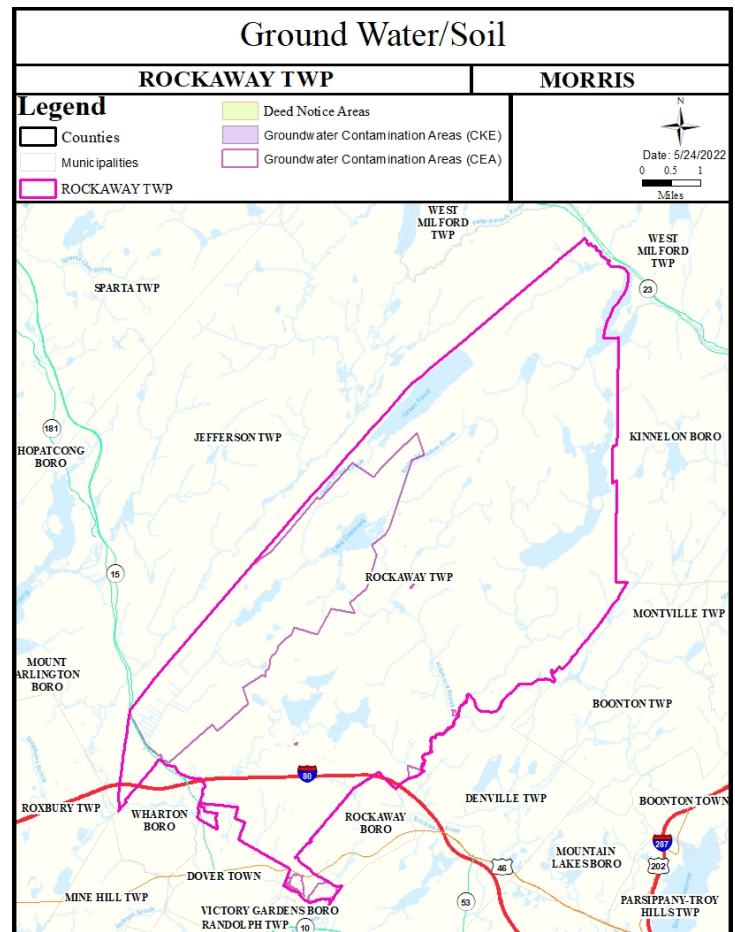 Ground Water/Soil
ROCKAWAY TWP
MORRIS
Legend
Counties
Municipalities
ROCKAWAY TWP
Deed Notice Areas
Groundwater Contamination Areas (CKE)
Groundwater Contamination Areas (CEA)
N
Date: 5/24/2022
0 0.5 1
Miles
WEST
MILFORD
TWP
WEST
MILFORD
TWP
SPARTA TWP
23
181
HOPATCONG
BORO
JEFFERSON TWP
KINNELON BORO
Green Pond
Lake Denmark
15
ROCKAWAY TWP
MONTVILLE TWP
MOUNT
ARLINGTON
BORO
BOONTON TWP
80
ROXBURY TWP
WHARTON
BORO
ROCKAWAY
BORO
DENVILLE TWP
BOONTON TOWN
287
202
46
MOUNTAIN
LAKES BORO
DOVER TOWN
MINE HILL TWP
53
VICTORY GARDENS BORO
RANDOLPH TWP
10
PARSIPPANY-TROY
HILLS TWP